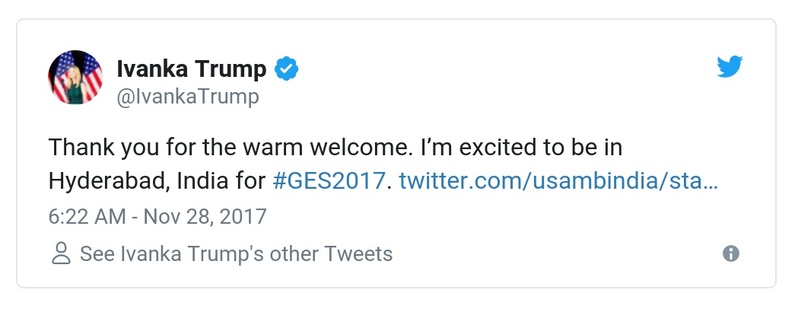 Ivanka Trump
@IvankaTrump
Thank you for the warm welcome. I’m excited to be in
Hyderabad, India for #GES2017. twitter.com/usambindia/sta…
6:22 AM - Nov 28, 2017
See Ivanka Trump's other Tweets